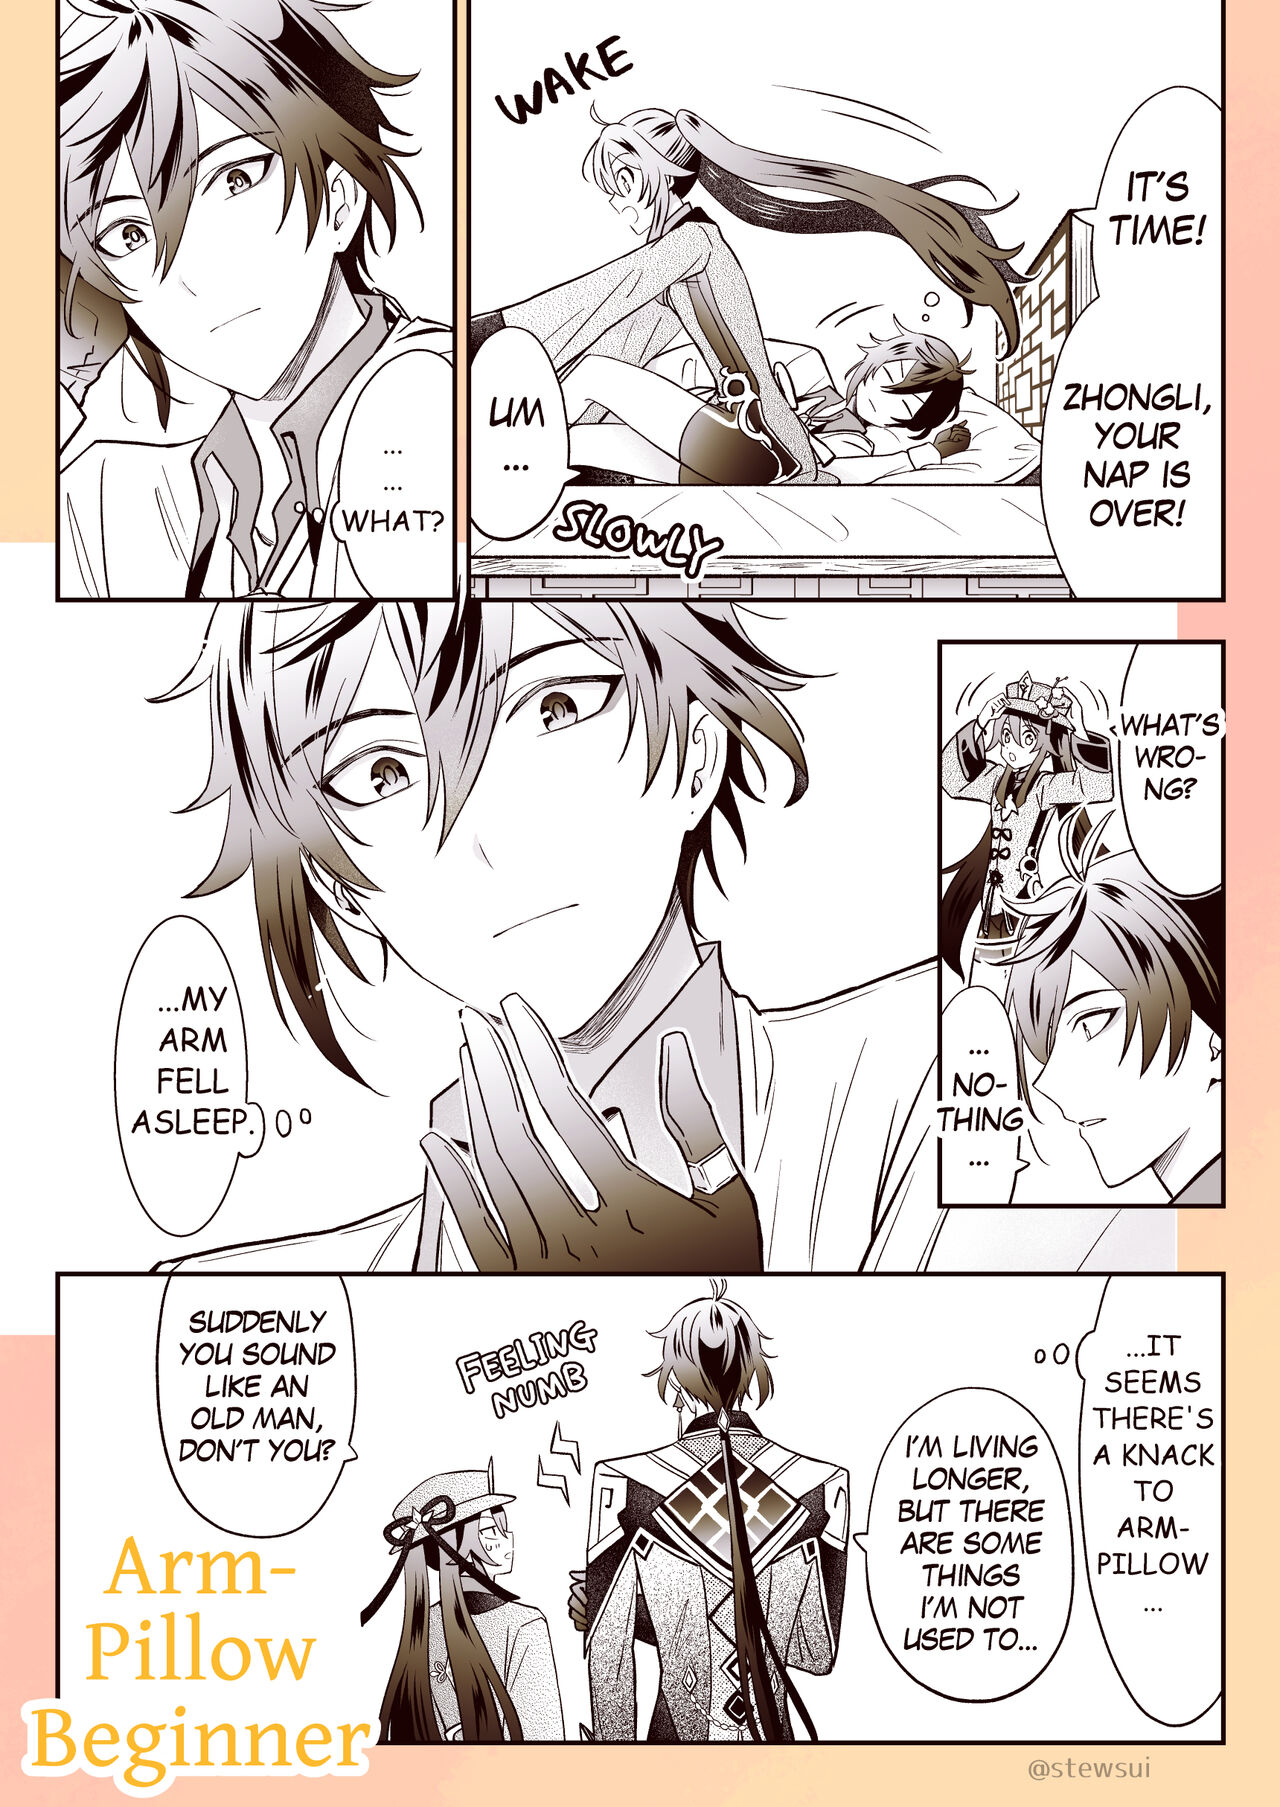 WAKE
IT'S
TIME!
ZHONGLI,
YOUR
NAP IS
OVER!
UM
...
SLOWLY
...
...
WHAT?
WHAT'S
WRO-
NG?
...
NO-
THING
...
...MY
ARM
FELL
ASLEEP.
...IT
SEEMS
THERE'S
A KNACK
TO
ARM-
PILLOW
...
I'M LIVING
LONGER,
BUT THERE
ARE SOME
THINGS
I'M NOT
USED TO...
FEELING
NUMB
SUDDENLY
YOU SOUND
LIKE AN
OLD MAN,
DON'T YOU?
Arm-
Pillow
Beginner
@stewsui